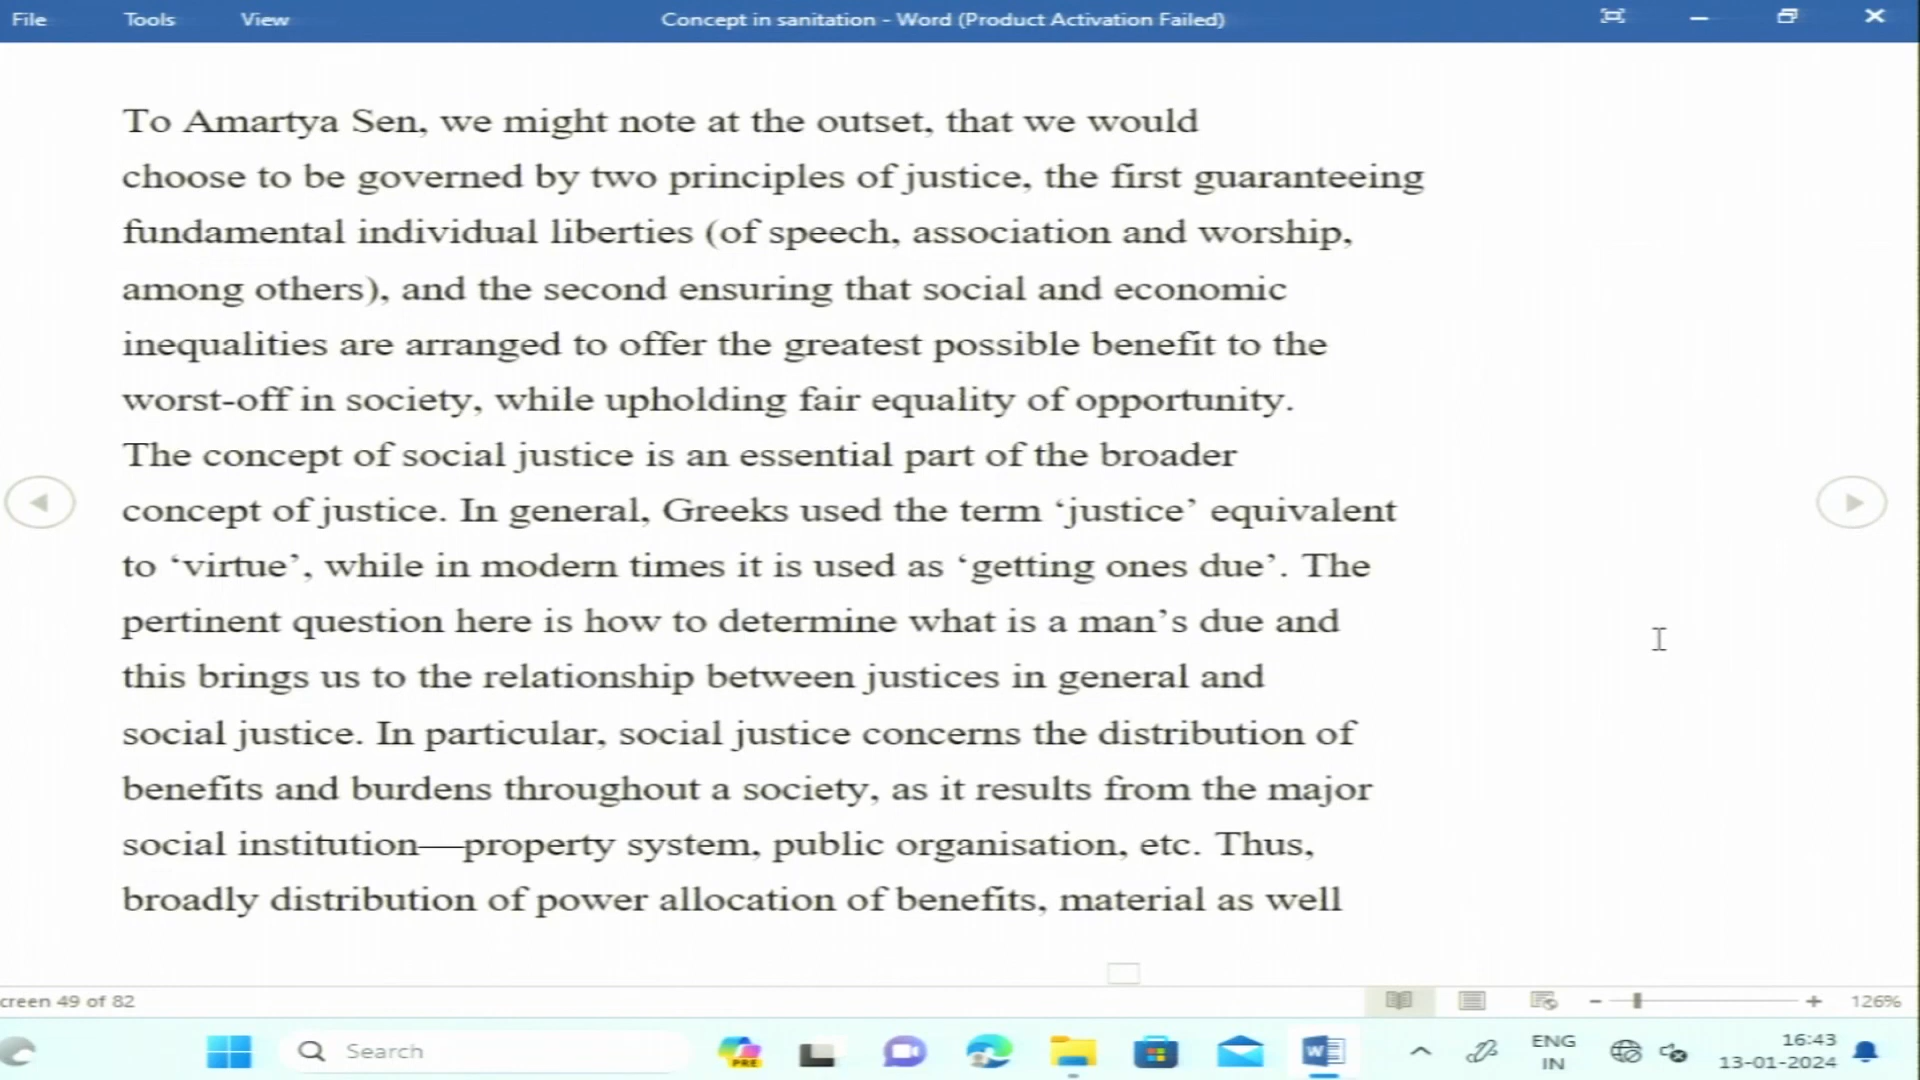 File Tools View Concept in sanitation - Word (Product Activation Failed)
To Amartya Sen, we might note at the outset, that we would
choose to be governed by two principles of justice, the first guaranteeing
fundamental individual liberties (of speech, association and worship,
among others), and the second ensuring that social and economic
inequalities are arranged to offer the greatest possible benefit to the
worst-off in society, while upholding fair equality of opportunity.
The concept of social justice is an essential part of the broader
concept of justice. In general, Greeks used the term ‘justice’ equivalent
to ‘virtue’, while in modern times it is used as ‘getting ones due’. The
pertinent question here is how to determine what is a man’s due and
this brings us to the relationship between justices in general and
social justice. In particular, social justice concerns the distribution of
benefits and burdens throughout a society, as it results from the major
social institution—property system, public organisation, etc. Thus,
broadly distribution of power allocation of benefits, material as well
creen 49 of 82 126%
Search PRE ENG 16:43
IN 13-01-2024